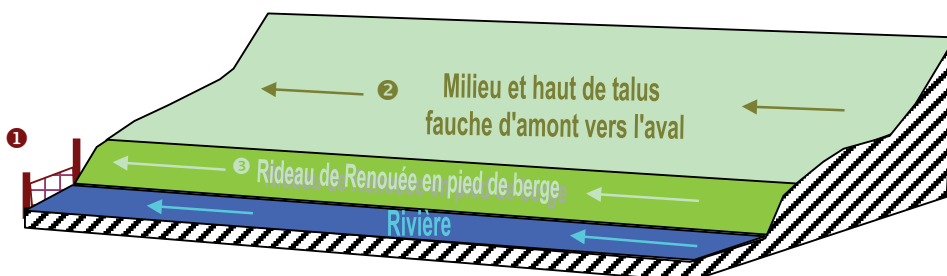 ❶
❷ Milieu et haut de talus
fauche d'amont vers l'aval
❸ Rideau de Renouée en pied de berge
Rivière